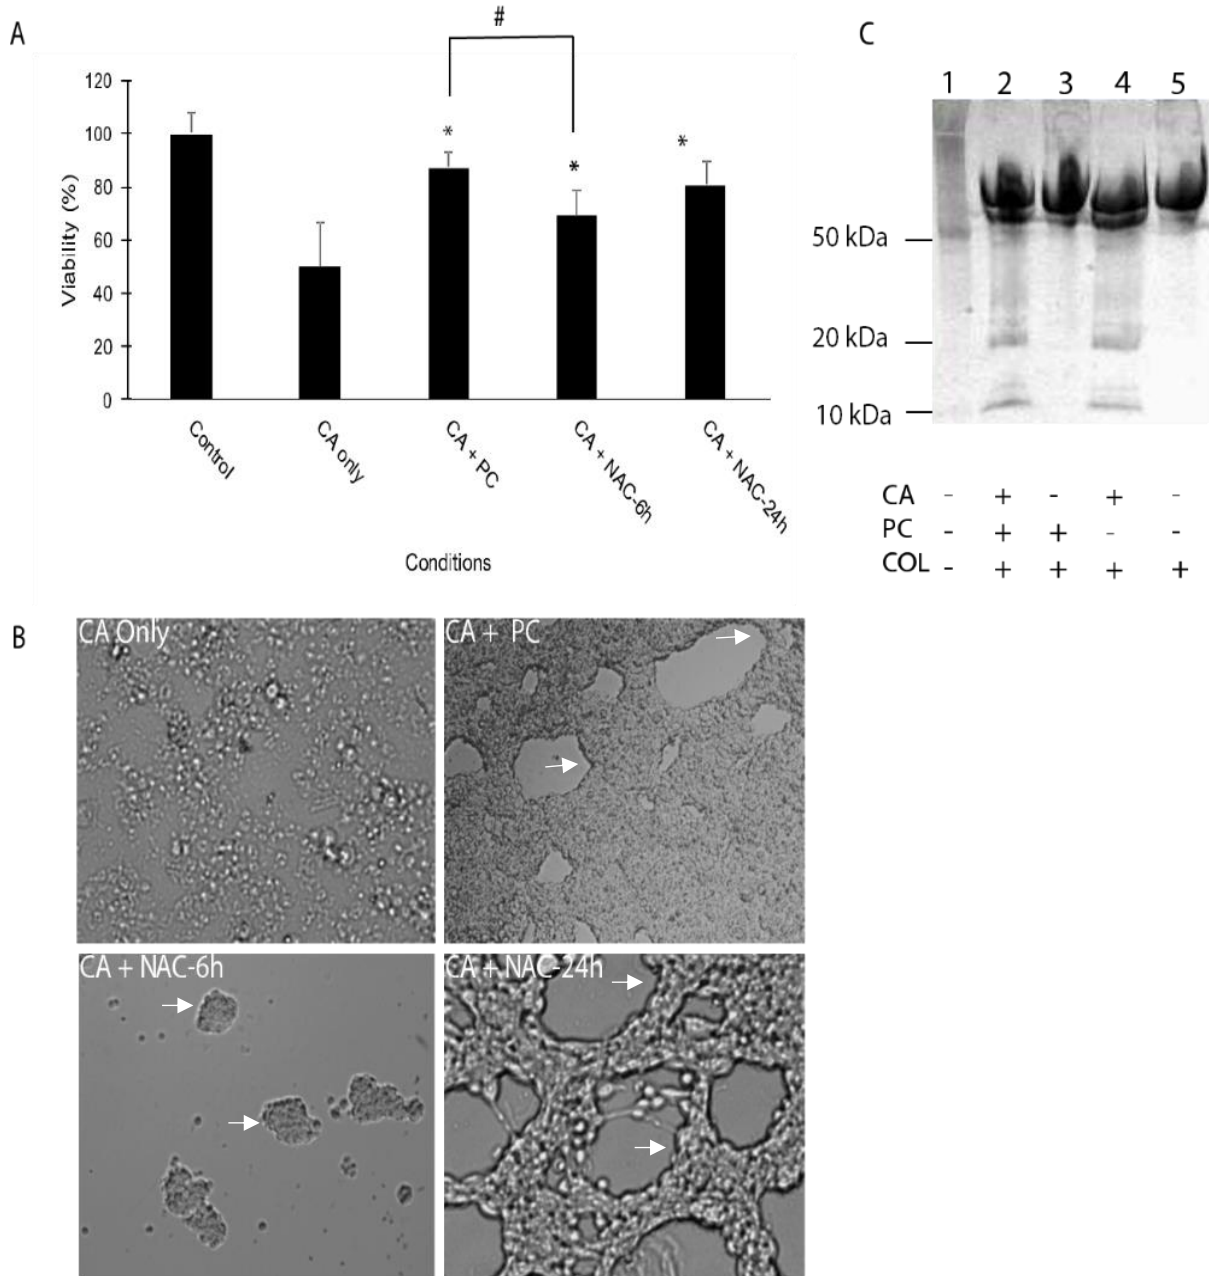 A
#
C
120
100
80
60
40
20
0
Viability (%)
*
*
*
Control
CA only
CA + PC
CA + NAC-6h
CA + NAC-24h
Conditions
1 2 3 4 5
50 kDa
20 kDa
10 kDa
CA - + - + -
PC - + + - -
COL - + + + +
B
CA Only
CA + PC
CA + NAC-6h
CA + NAC-24h